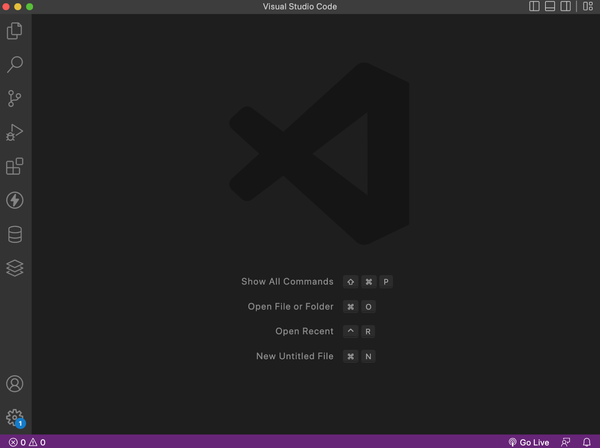 Visual Studio Code
Show All Commands ⇧ ⌘ P
Open File or Folder ⌘ O
Open Recent ⌃ R
New Untitled File ⌘ N
1
0 0 Go Live